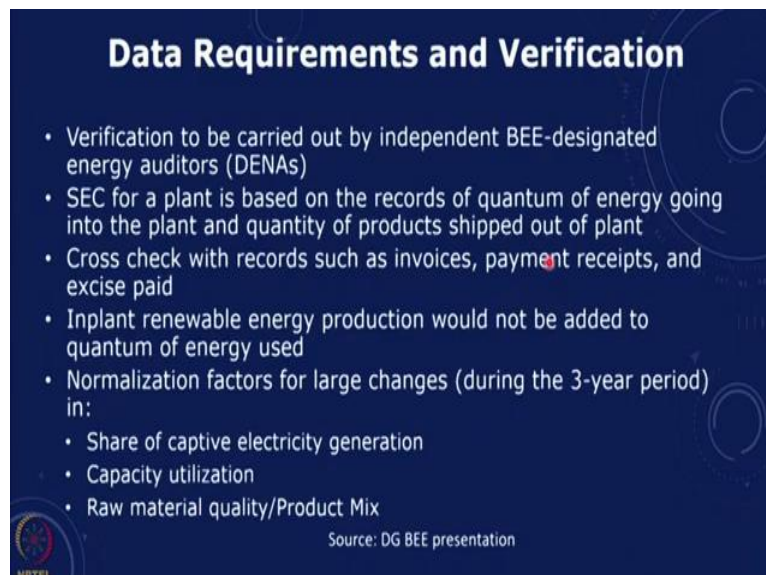 Data Requirements and Verification
• Verification to be carried out by independent BEE-designated
energy auditors (DENAs)
• SEC for a plant is based on the records of quantum of energy going
into the plant and quantity of products shipped out of plant
• Cross check with records such as invoices, payment receipts, and
excise paid
• Inplant renewable energy production would not be added to
quantum of energy used
• Normalization factors for large changes (during the 3-year period)
in:
• Share of captive electricity generation
• Capacity utilization
• Raw material quality/Product Mix
Source: DG BEE presentation